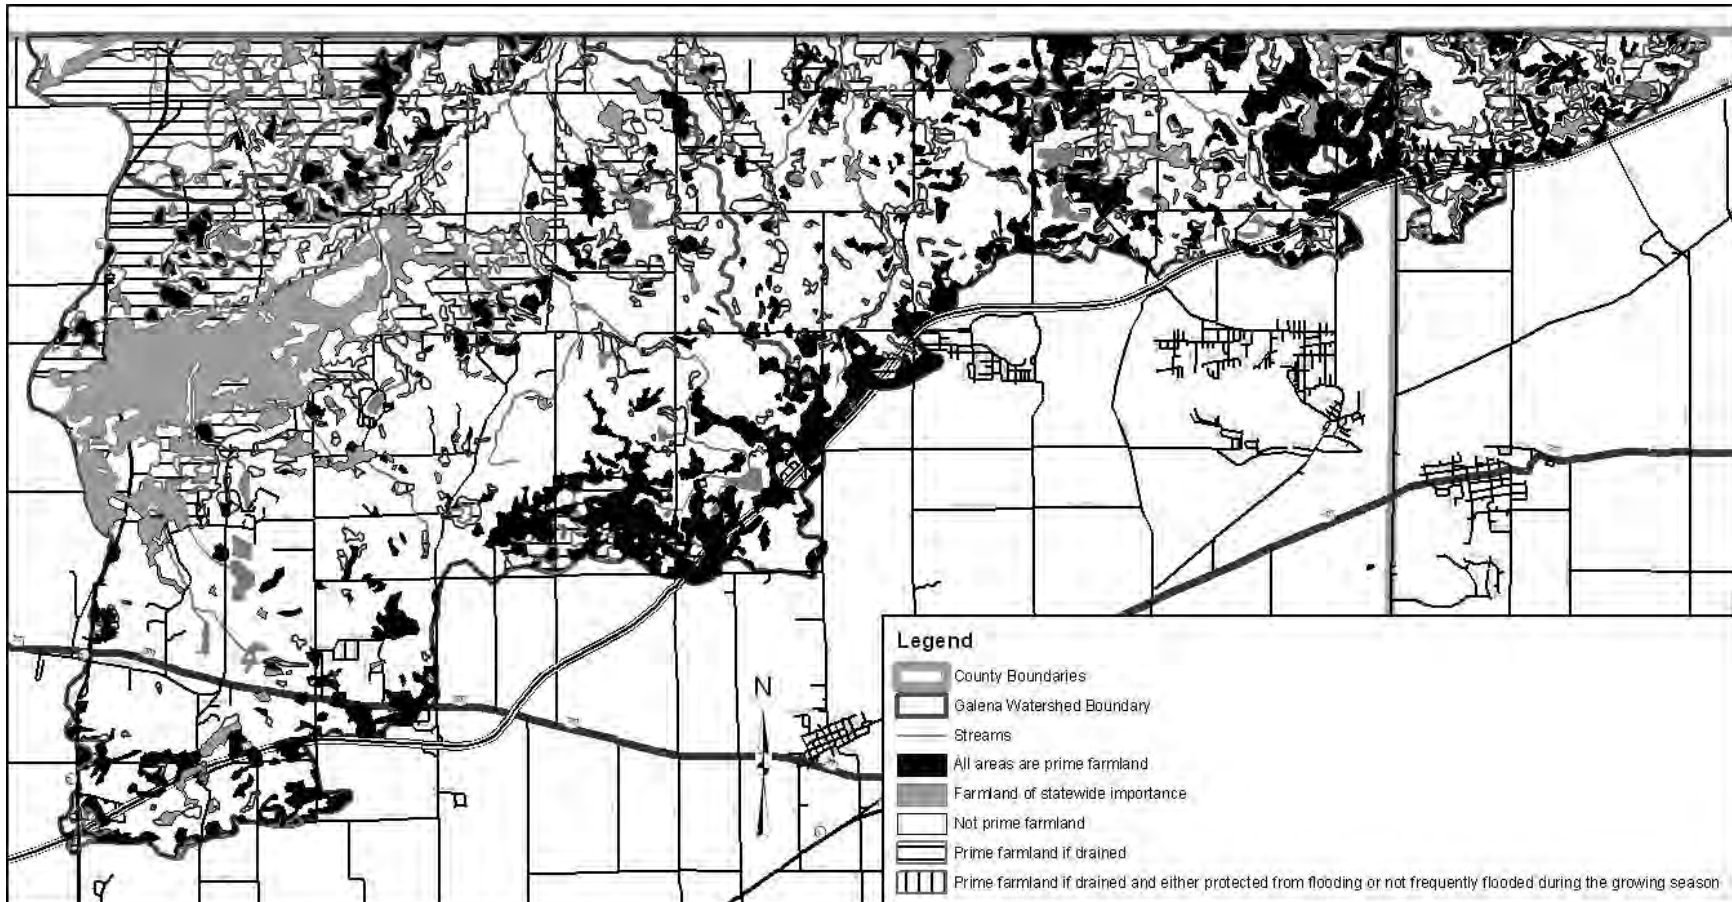 N
Legend
County Boundaries
Galena Watershed Boundary
Streams
All areas are prime farmland
Farmland of statewide importance
Not prime farmland
Prime farmland if drained
Prime farmland if drained and either protected from flooding or not frequently flooded during the growing season